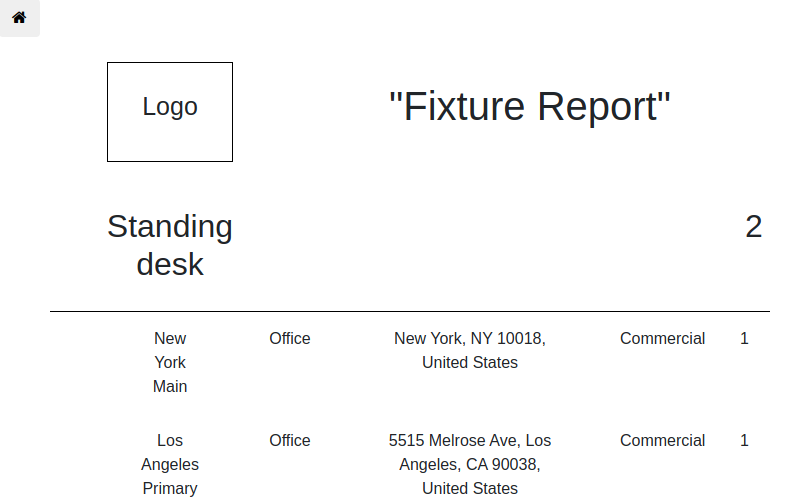 Logo
"Fixture Report"
Standing
desk
2
New
York
Main
Office
New York, NY 10018,
United States
Commercial
1
Los
Angeles
Primary
Office
5515 Melrose Ave, Los
Angeles, CA 90038,
United States
Commercial
1